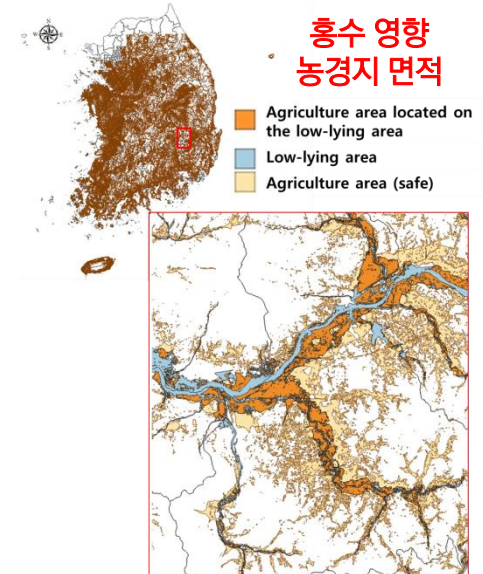 홍수 영향
농경지 면적
N
W
E
S
Agriculture area located on
the low-lying area
Low-lying area
Agriculture area (safe)